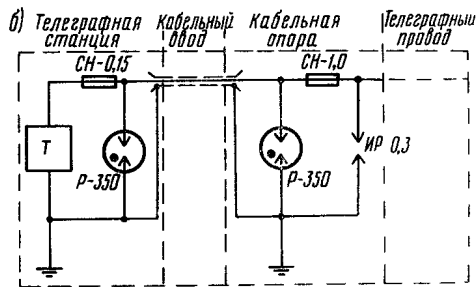 б) Телеграфная станция
Кабельный ввод
Кабельная опора
Телеграфный провод
СН-0,15
СН-1,0
Т
Р-350
Р-350
ИР 0,3